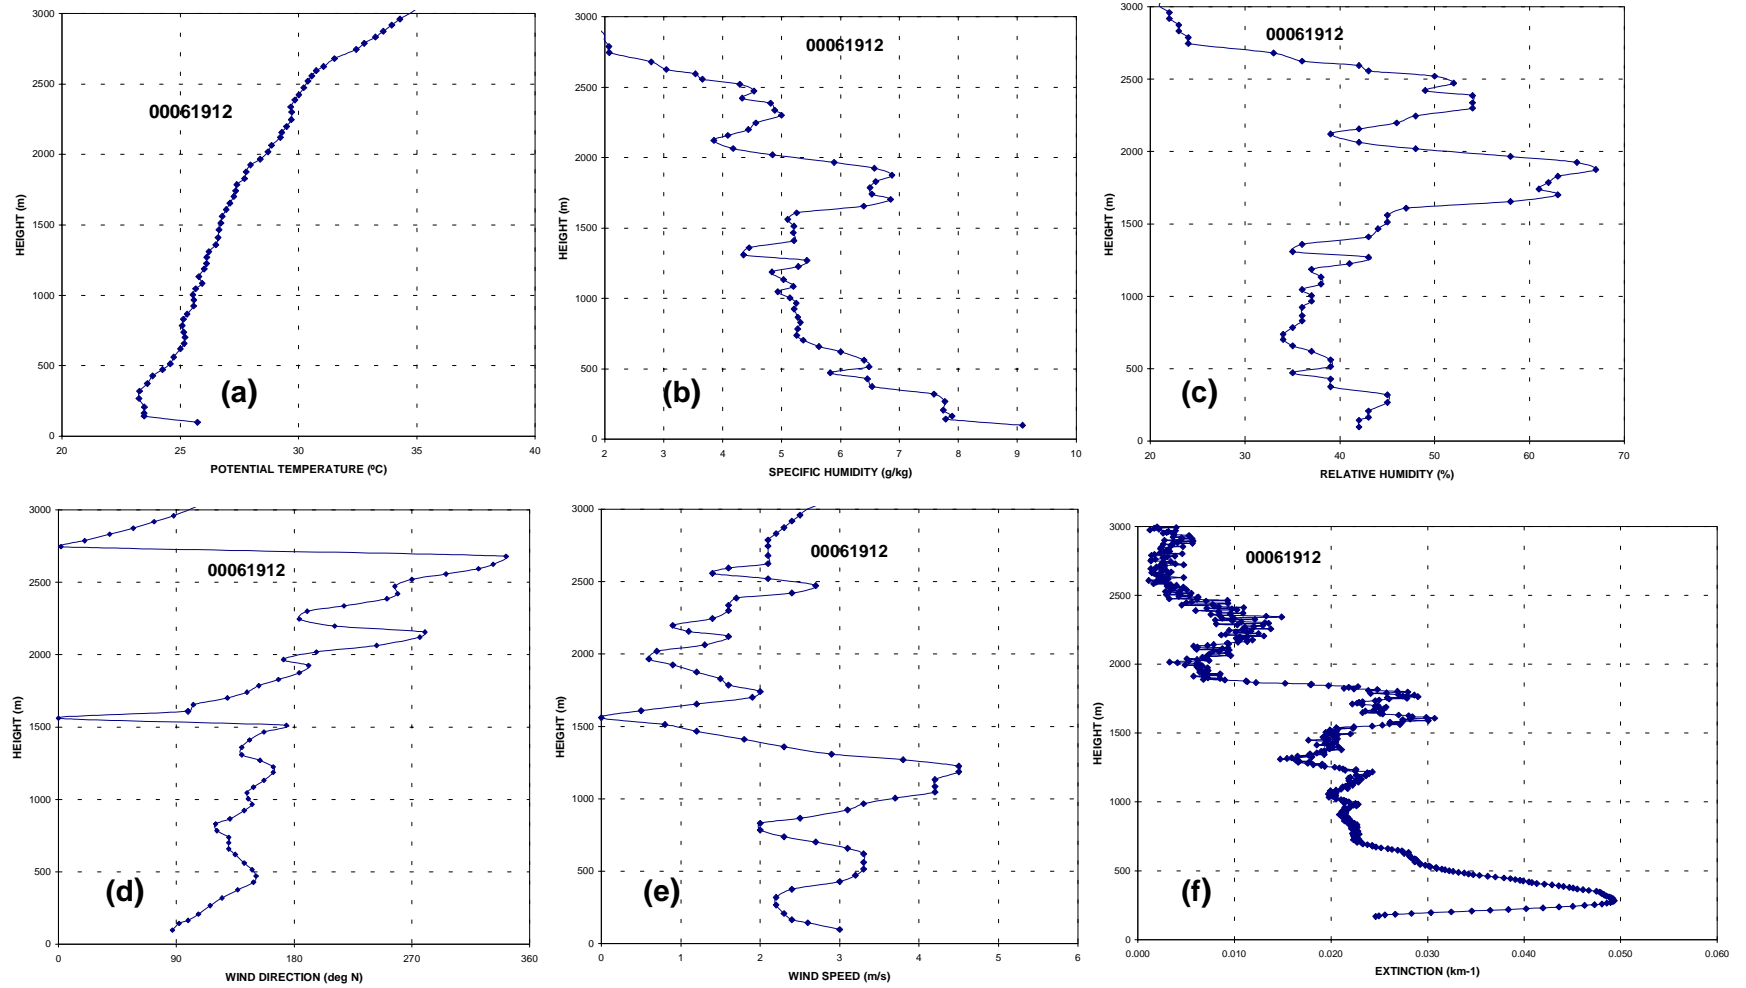 3000
2500
2000
1500
1000
500
0
HEIGHT (m)
00061912
(a)
20 25 30 35 40
POTENTIAL TEMPERATURE (ºC)
3000
2500
2000
1500
1000
500
0
HEIGHT (m)
00061912
(b)
2 3 4 5 6 7 8 9 10
SPECIFIC HUMIDITY (g/kg)
3000
2500
2000
1500
1000
500
0
HEIGHT (m)
00061912
(c)
20 30 40 50 60 70
RELATIVE HUMIDITY (%)
3000
2500
2000
1500
1000
500
0
HEIGHT (m)
00061912
(d)
0 90 180 270 360
WIND DIRECTION (deg N)
3000
2500
2000
1500
1000
500
0
HEIGHT (m)
00061912
(e)
0 1 2 3 4 5 6
WIND SPEED (m/s)
3000
2500
2000
1500
1000
500
0
HEIGHT (m)
00061912
(f)
0.000 0.010 0.020 0.030 0.040 0.050 0.060
EXTINCTION (km-1)